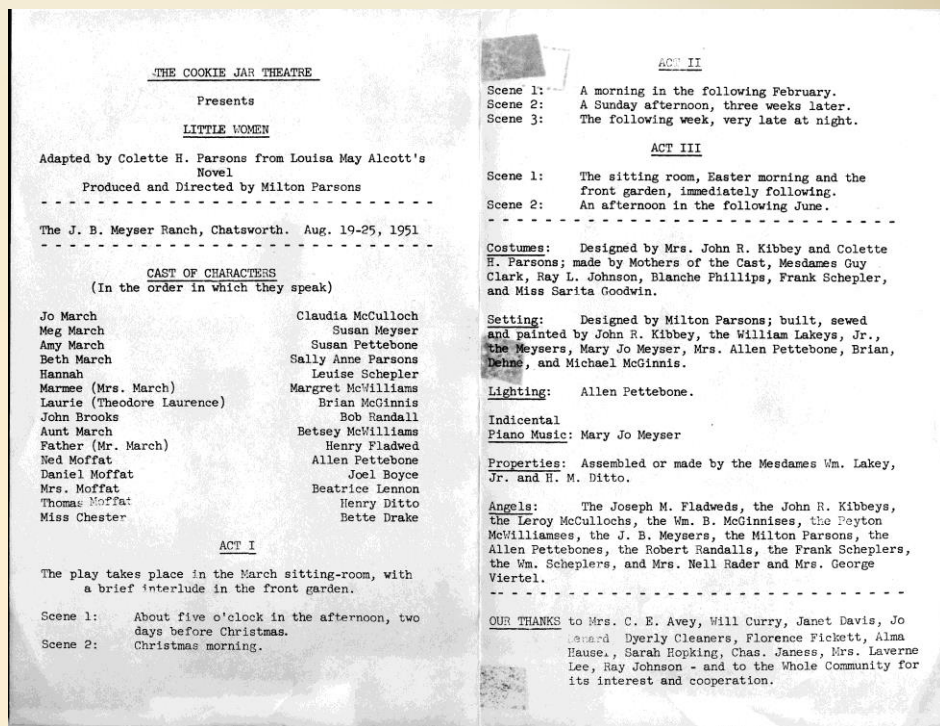 THE COOKIE JAR THEATRE
Presents
LITTLE WOMEN
Adapted by Colette H. Parsons from Louisa May Alcott's
Novel
Produced and Directed by Milton Parsons
The J. B. Meyser Ranch, Chatsworth. Aug. 19-25, 1951
CAST OF CHARACTERS
(In the order in which they speak)
Jo March Claudia McCulloch
Meg March Susan Meyser
Amy March Susan Pettebone
Beth March Sally Anne Parsons
Hannah Leuise Schepler
Marmee (Mrs. March) Margret McWilliams
Laurie (Theodore Laurence) Brian McGinnis
John Brooks Bob Randall
Aunt March Betsey McWilliams
Father (Mr. March) Henry Fladwed
Ned Moffat Allen Pettebone
Daniel Moffat Joel Boyce
Mrs. Moffat Beatrice Lennon
Thomas Moffat Henry Ditto
Miss Chester Bette Drake
ACT I
The play takes place in the March sitting-room, with
a brief interlude in the front garden.
Scene 1: About five o'clock in the afternoon, two
days before Christmas.
Scene 2: Christmas morning.
ACT II
Scene 1: A morning in the following February.
Scene 2: A Sunday afternoon, three weeks later.
Scene 3: The following week, very late at night.
ACT III
Scene 1: The sitting room, Easter morning and the
front garden, immediately following.
Scene 2: An afternoon in the following June.
Costumes: Designed by Mrs. John R. Kibbey and Colette
H. Parsons; made by Mothers of the Cast, Mesdames Guy
Clark, Ray L. Johnson, Blanche Phillips, Frank Schepler,
and Miss Sarita Goodwin.
Setting: Designed by Milton Parsons; built, sewed
and painted by John R. Kibbey, the William Lakeys, Jr.,
the Meysers, Mary Jo Meyser, Mrs. Allen Pettebone, Brian,
Dehne, and Michael McGinnis.
Lighting: Allen Pettebone.
Indicental
Piano Music: Mary Jo Meyser
Properties: Assembled or made by the Mesdames Wm. Lakey,
Jr. and H. M. Ditto.
Angels: The Joseph M. Fladweds, the John R. Kibbeys,
the Leroy McCullochs, the Wm. B. McGinnises, the Peyton
McWilliamses, the J. B. Meysers, the Milton Parsons, the
Allen Pettebones, the Robert Randalls, the Frank Scheplers,
the Wm. Scheplers, and Mrs. Nell Rader and Mrs. George
Viertel.
OUR THANKS to Mrs. C. E. Avey, Will Curry, Janet Davis, Jo
Dyerly Cleaners, Florence Fickett, Alma
Sarah Hopking, Chas. Janess, Mrs. Laverne
Lee, Ray Johnson - and to the Whole Community for
its interest and cooperation.